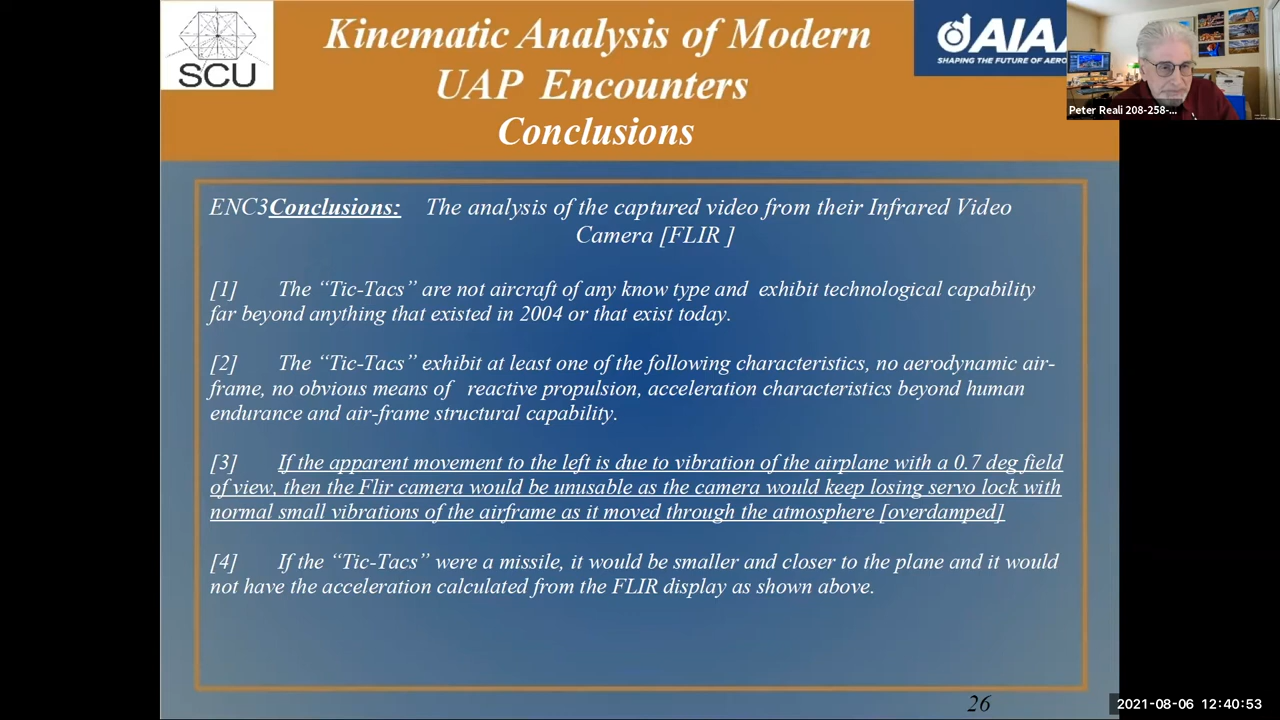 SCU
Kinematic Analysis of Modern
UAP Encounters
Conclusions
AIAA
SHAPING THE FUTURE OF AERO
Peter Reali 208-258-...
ENC3Conclusions: The analysis of the captured video from their Infrared Video
Camera [FLIR ]
[1] The “Tic-Tacs” are not aircraft of any know type and exhibit technological capability
far beyond anything that existed in 2004 or that exist today.
[2] The “Tic-Tacs” exhibit at least one of the following characteristics, no aerodynamic air-
frame, no obvious means of reactive propulsion, acceleration characteristics beyond human
endurance and air-frame structural capability.
[3] If the apparent movement to the left is due to vibration of the airplane with a 0.7 deg field
of view, then the Flir camera would be unusable as the camera would keep losing servo lock with
normal small vibrations of the airframe as it moved through the atmosphere [overdamped]
[4] If the “Tic-Tacs” were a missile, it would be smaller and closer to the plane and it would
not have the acceleration calculated from the FLIR display as shown above.
26
2021-08-06 12:40:53